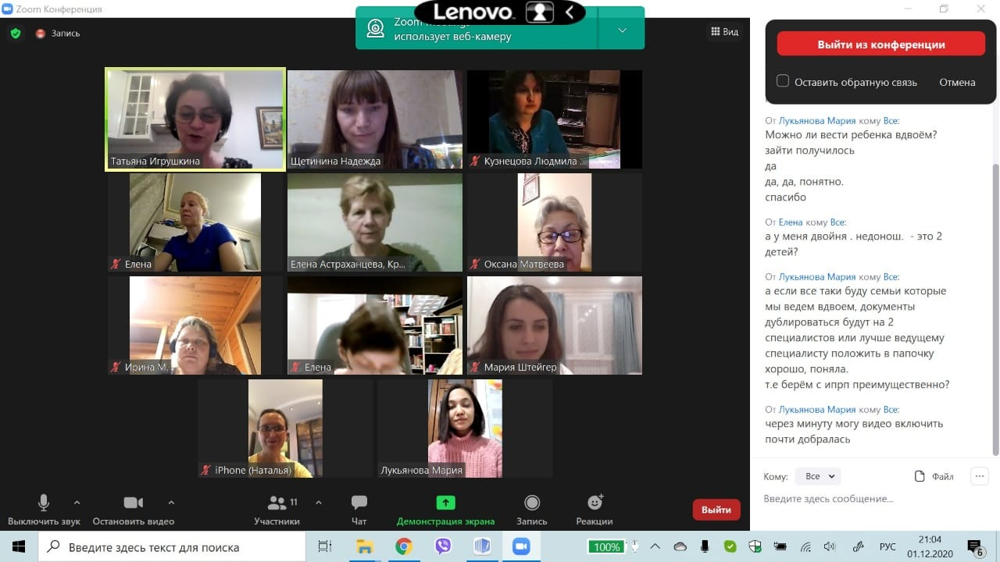 Zoom Конференция
Lenovo
Zoom meetings
использует веб-камеру
Запись
Вид
Татьяна Игрушкина
Щетинина Надежда
Кузнецова Людмила ...
Елена
Елена Астраханцева, Кр...
Оксана Матвеева
Ирина М.
Елена
Мария Штейгер
iPhone (Наталья)
Лукьянова Мария
Выйти из конференции
Оставить обратную связь
Отмена
От Лукьянова Мария кому Все:
Можно ли вести ребенка вдвоём?
зайти получилось
да
да, да, понятно.
спасибо
От Елена кому Все:
а у меня двойня . недонош. - это 2
детей?
От Лукьянова Мария кому Все:
а если все таки буду семьи которые
мы ведем вдвоем, документы
дублироваться будут на 2
специалистов или лучше ведущему
специалисту положить в папочку
хорошо, поняла.
т.е берём с ипрп преимущественно?
От Лукьянова Мария кому Все:
через минуту могу видео включить
почти добралась
Кому: Все
Файл
Введите здесь сообщение...
Выключить звук
Остановить видео
11
Участники
Чат
Демонстрация экрана
Запись
Реакции
Выйти
Введите здесь текст для поиска
100%
РУС
21:04
01.12.2020
6